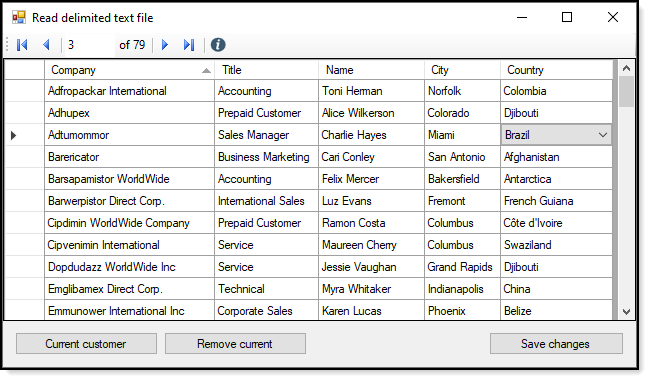 Read delimited text file
3 of 79
Company Title Name City Country
Adfropackar International Accounting Toni Herman Norfolk Colombia
Adhupex Prepaid Customer Alice Wilkerson Colorado Djibouti
Adtumommor Sales Manager Charlie Hayes Miami Brazil
Barericator Business Marketing Cari Conley San Antonio Afghanistan
Barsapamistor WorldWide Accounting Felix Mercer Bakersfield Antarctica
Barwerpistor Direct Corp. International Sales Luz Evans Fremont French Guiana
Cipdimin WorldWide Company Prepaid Customer Ramon Costa Columbus Côte d'Ivoire
Cipvenimin International Service Maureen Cherry Columbus Swaziland
Dopdudazz WorldWide Inc Service Jessie Vaughan Grand Rapids Djibouti
Emglibamex Direct Corp. Technical Myra Whitaker Indianapolis China
Emmunower International Inc Corporate Sales Karen Lucas Phoenix Belize
Current customer Remove current Save changes